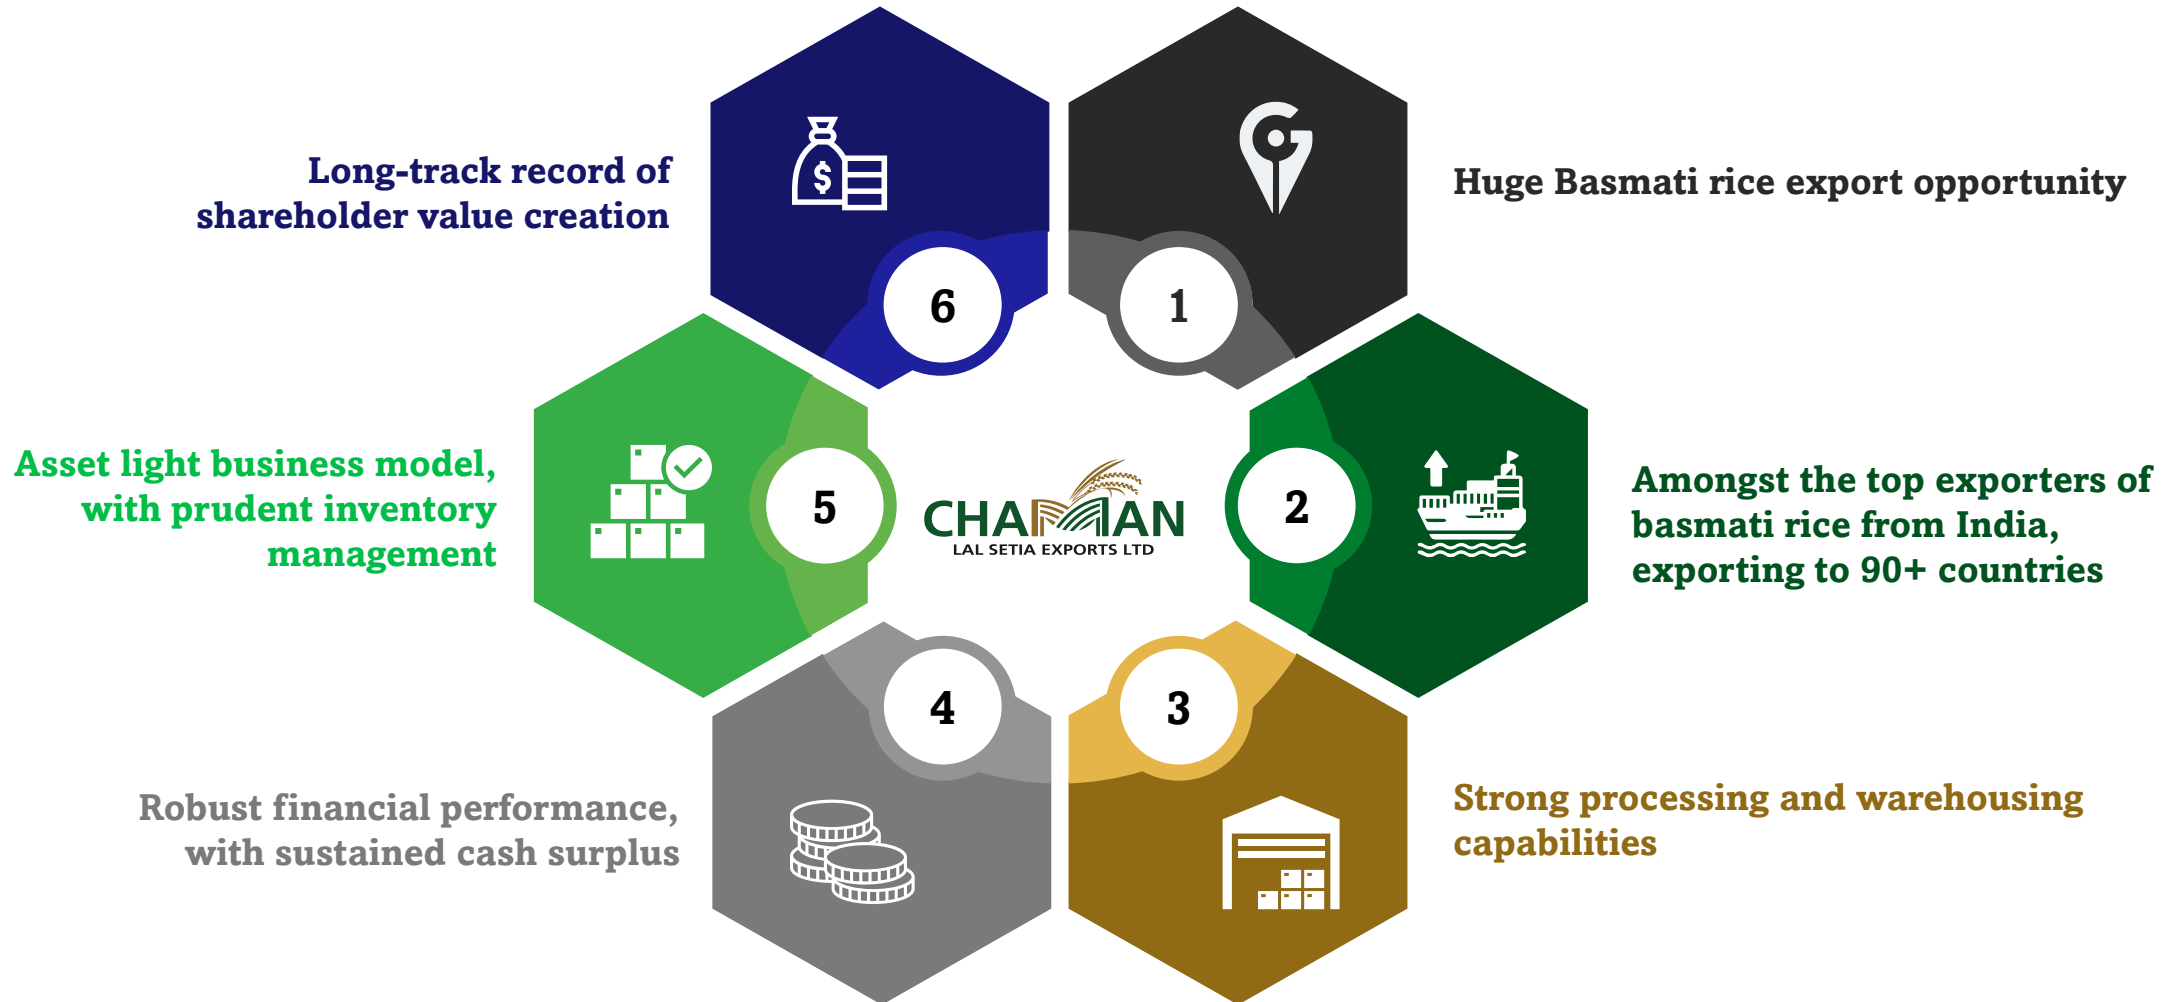 1
Huge Basmati rice export opportunity
2
Amongst the top exporters of
basmati rice from India,
exporting to 90+ countries
3
Strong processing and warehousing
capabilities
4
Robust financial performance,
with sustained cash surplus
5
Asset light business model,
with prudent inventory
management
6
Long-track record of
shareholder value creation
$
CHAMAN
LAL SETIA EXPORTS LTD